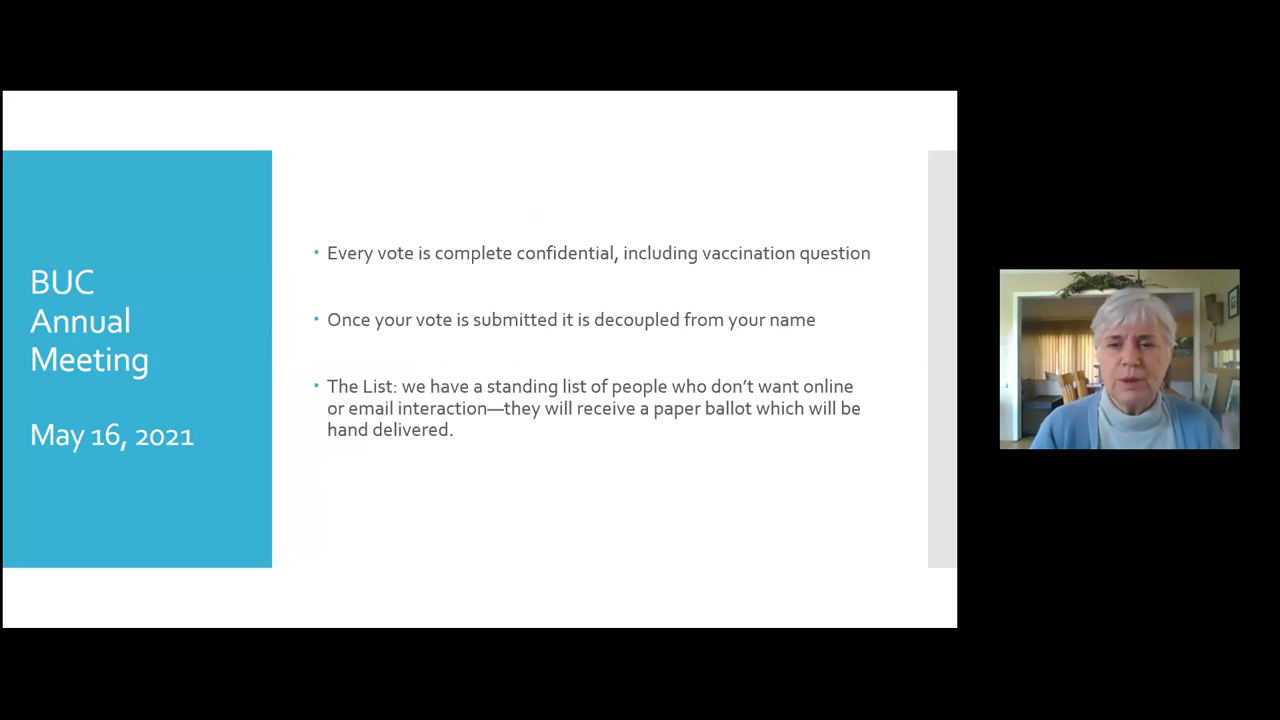 BUC
Annual
Meeting
May 16, 2021
• Every vote is complete confidential, including vaccination question
• Once your vote is submitted it is decoupled from your name
• The List: we have a standing list of people who don’t want online
or email interaction—they will receive a paper ballot which will be
hand delivered.